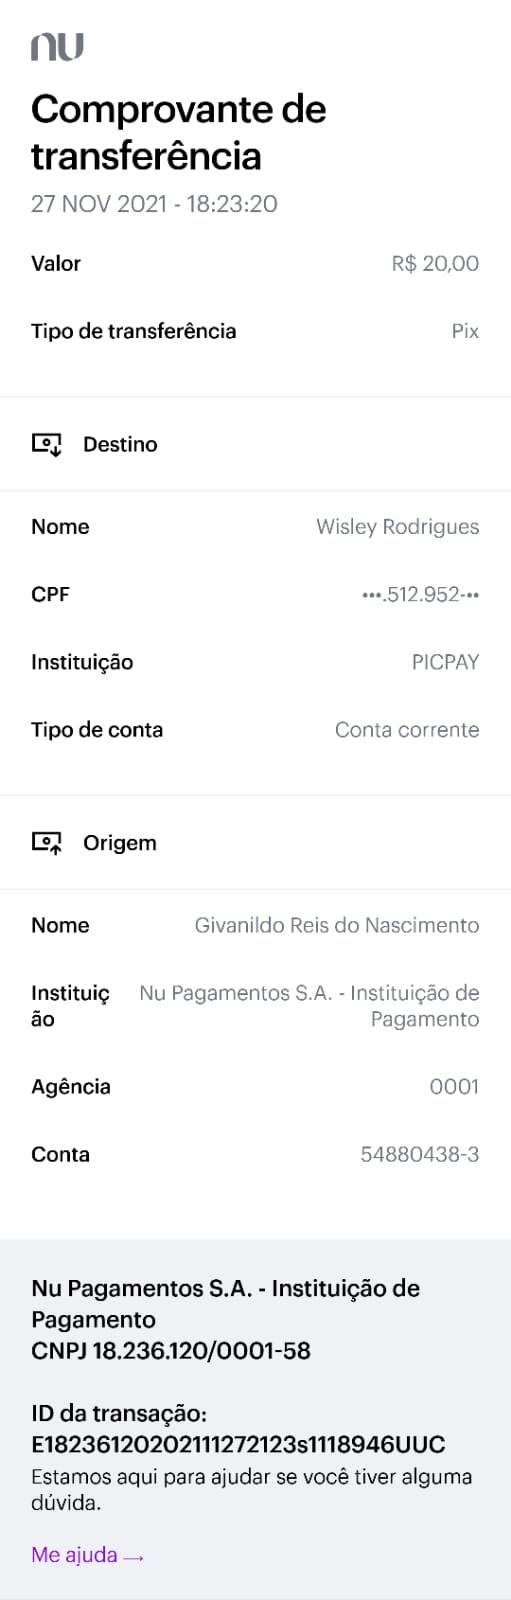 nu
Comprovante de
transferência
27 NOV 2021 - 18:23:20
Valor R$ 20,00
Tipo de transferência Pix
Destino
Nome Wisley Rodrigues
CPF •••.512.952-••
Instituição PICPAY
Tipo de conta Conta corrente
Origem
Nome Givanildo Reis do Nascimento
Instituiç Nu Pagamentos S.A. - Instituição de
ão Pagamento
Agência 0001
Conta 54880438-3
Nu Pagamentos S.A. - Instituição de
Pagamento
CNPJ 18.236.120/0001-58
ID da transação:
E18236120202111272123s1118946UUC
Estamos aqui para ajudar se você tiver alguma
dúvida.
Me ajuda →